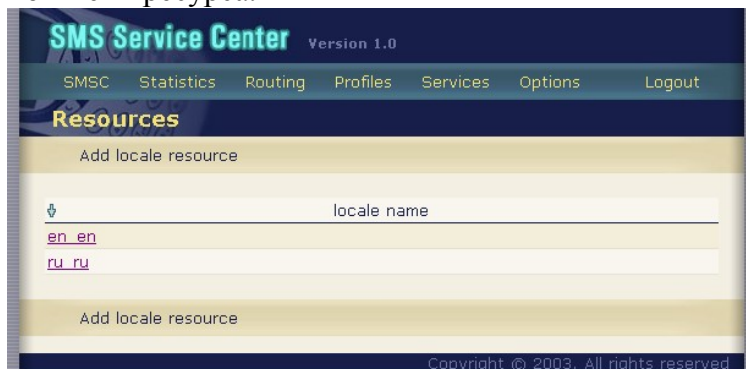 SMS Service Center Version 1.0
SMSC Statistics Routing Profiles Services Options Logout
Resources
Add locale resource
locale name
en_en
ru_ru
Add locale resource
Copyright © 2003. All rights reserved